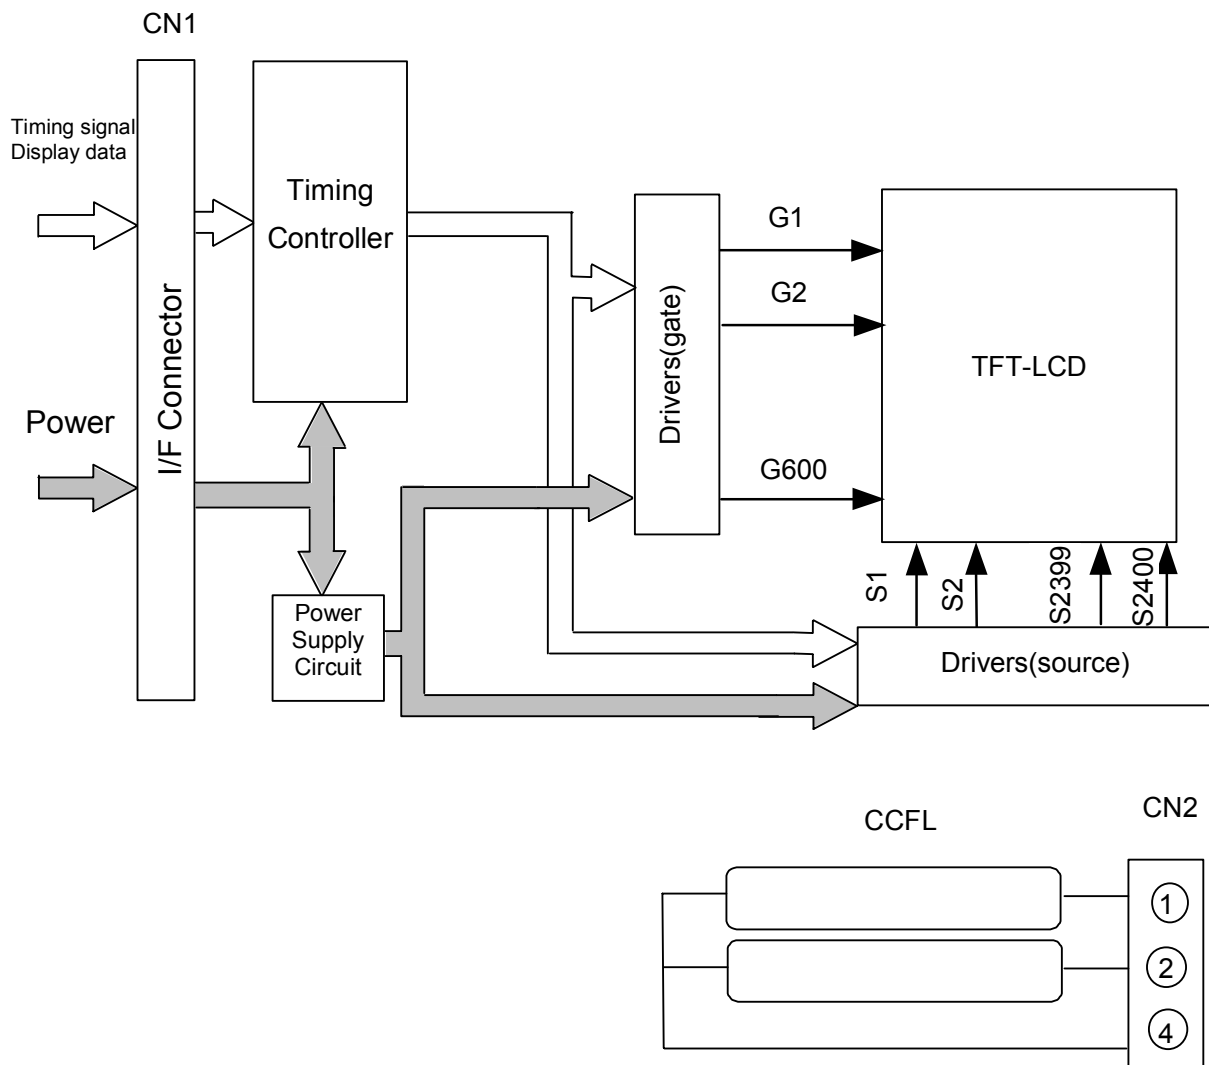 CN1
Timing signal
Display data
Power
I/F Connector
Timing
Controller
Power
Supply
Circuit
Drivers(gate)
G1
G2
G600
TFT-LCD
S1
S2
S2399
S2400
Drivers(source)
CCFL
CN2
1
2
4